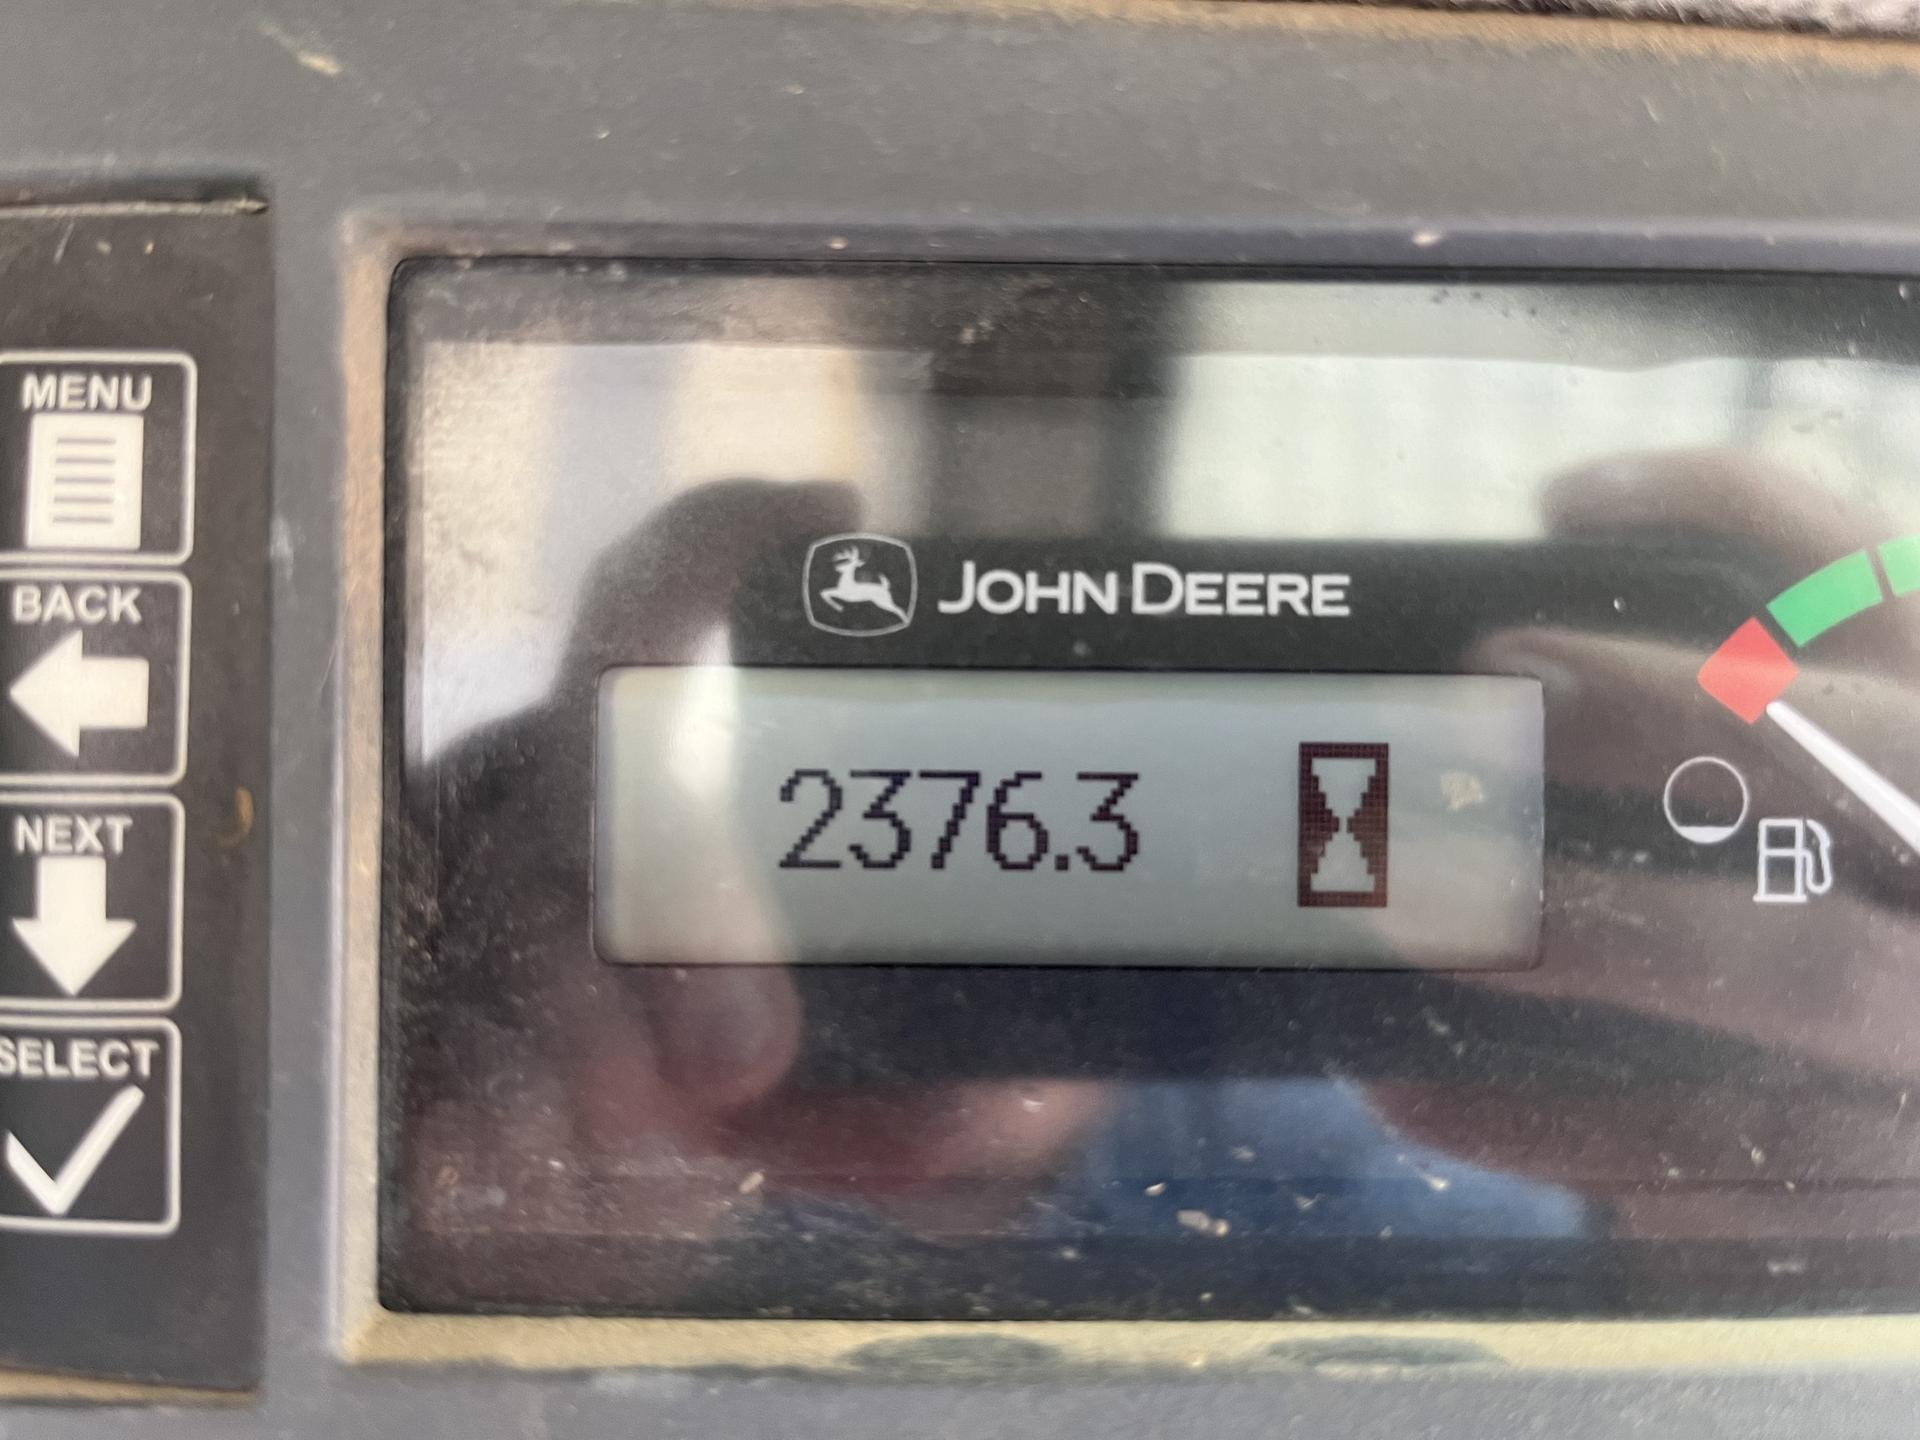 MENU
BACK
NEXT
SELECT
JOHN DEERE
2376.3